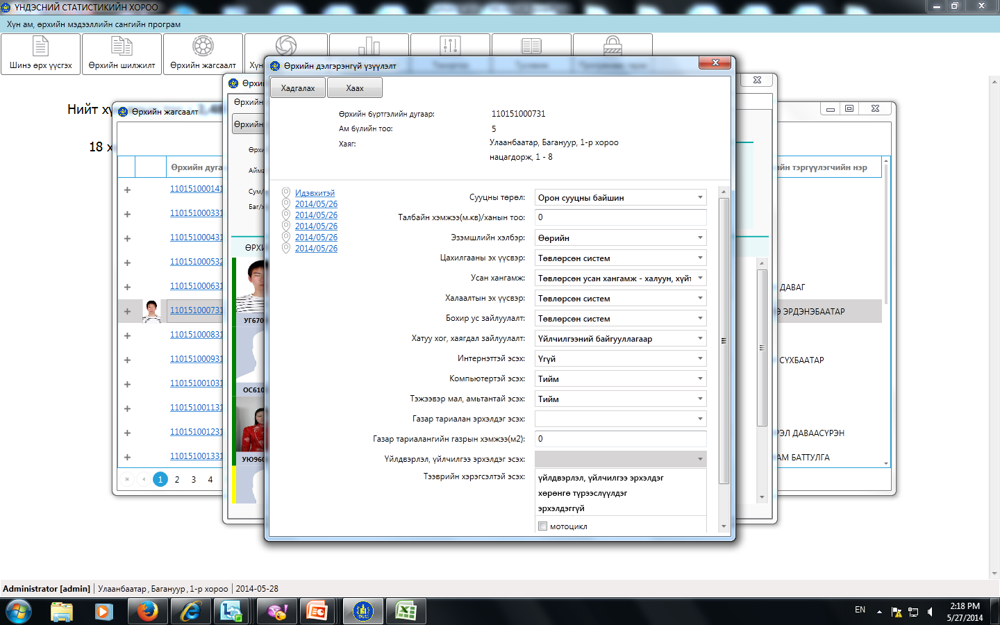 ҮНДЭСНИЙ СТАТИСТИКИЙН ХОРОО
Хүн ам, өрхийн мэдээллийн сангийн програм
Шинэ өрх үүсгэх
Өрхийн шилжилт
Өрхийн жагсаалт
Өрхийн дэлгэрэнгүй үзүүлэлт
Хадгалах
Хаах
Өрхийн бүртгэлийн дугаар: 110151000731
Ам бүлийн тоо: 5
Хаяг: Улаанбаатар, Багануур, 1-р хороо
нацагдорж, 1 - 8
Идэвхитэй
2014/05/26
2014/05/26
2014/05/26
2014/05/26
2014/05/26
Сууцны төрөл: Орон сууцны байшин
Талбайн хэмжээ(м.кв)/ханын тоо: 0
Эзэмшлийн хэлбэр: Өөрийн
Цахилгааны эх үүсвэр: Төвлөрсөн систем
Усан хангамж: Төвлөрсөн усан хангамж - халуун, хүйт
Халаалтын эх үүсвэр: Төвлөрсөн систем
Бохир ус зайлуулалт: Төвлөрсөн систем
Хатуу хог, хаягдал зайлуулалт: Үйлчилгээний байгууллагаар
Интернэттэй эсэх: Үгүй
Компьютертэй эсэх: Тийм
Тэжээвэр мал, амьтантай эсэх: Тийм
Газар тариалан эрхэлдэг эсэх:
Газар тариалангийн газрын хэмжээ(м2): 0
Үйлдвэрлэл, үйлчилгээ эрхэлдэг эсэх:
Тээврийн хэрэгсэлтэй эсэх:
үйлдвэрлэл, үйлчилгээ эрхэлдэг
хөрөнгө түрээслүүлдэг
эрхэлдэггүй
мотоцикл
Өрхийн жагсаалт
Нийт
18
Өрхийн
110151000141
110151000331
110151000431
110151000532
110151000631
110151000731
110151000831
110151000931
110151001031
110151001131
110151001231
110151001331
1 2 3 4
Өрхийн
Өрхийн
УГ670
ОС610
УЮ960
тэргүүлэгчийн нэр
ДАВАГ
ЭРДЭНЭБААТАР
СҮХБААТАР
ДАВААСҮРЭН
БАТТУЛГА
Administrator [admin] Улаанбаатар, Багануур, 1-р хороо 2014-05-28
EN
2:18 PM
5/27/2014